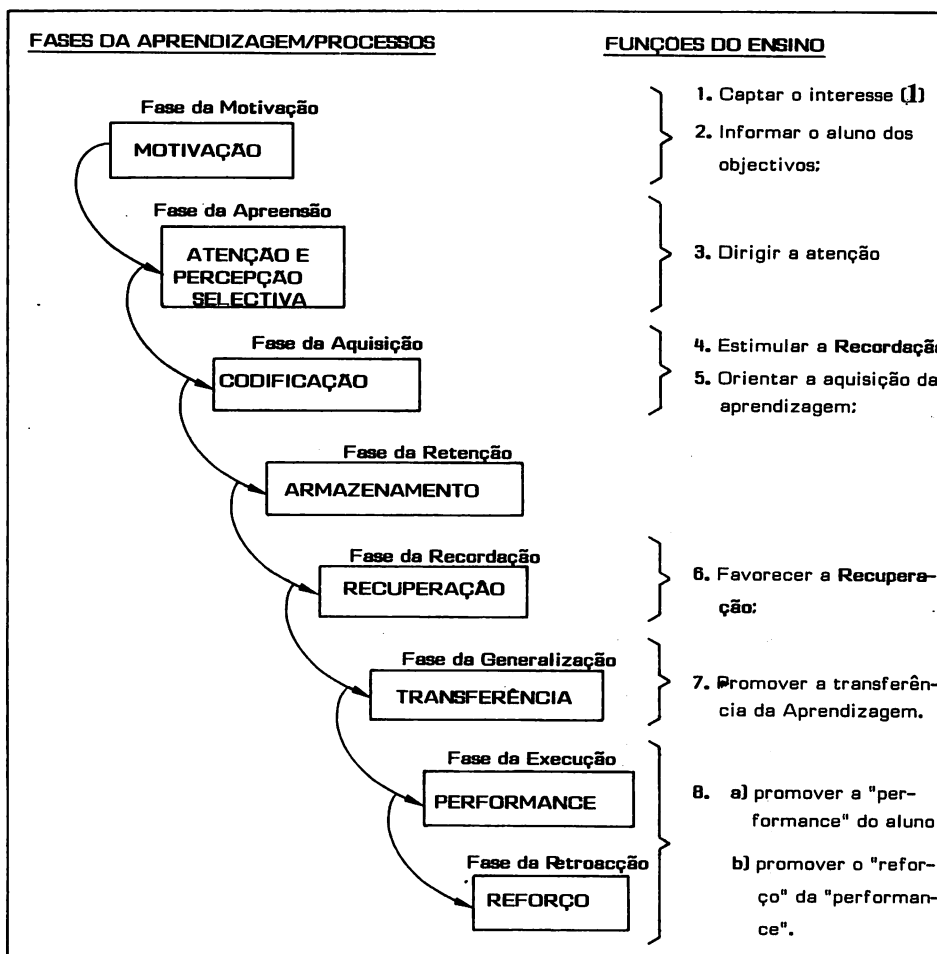 FASES DA APRENDIZAGEM/PROCESSOS
FUNÇÕES DO ENSINO
Fase da Motivação
MOTIVAÇÃO
1. Captar o interesse (1)
2. Informar o aluno dos
objectivos;
Fase da Apreensão
ATENÇÃO E
PERCEPÇÃO
SELECTIVA
3. Dirigir a atenção
Fase da Aquisição
CODIFICAÇÃO
4. Estimular a Recordação
5. Orientar a aquisição da
aprendizagem;
Fase da Retenção
ARMAZENAMENTO
Fase da Recordação
RECUPERAÇÃO
6. Favorecer a Recupera-
ção;
Fase da Generalização
TRANSFERÊNCIA
7. Promover a transferên-
cia da Aprendizagem.
Fase da Execução
PERFORMANCE
8. a) promover a "per-
formance" do aluno
Fase da Retroacção
REFORÇO
b) promover o "refor-
ço" da "performan-
ce".